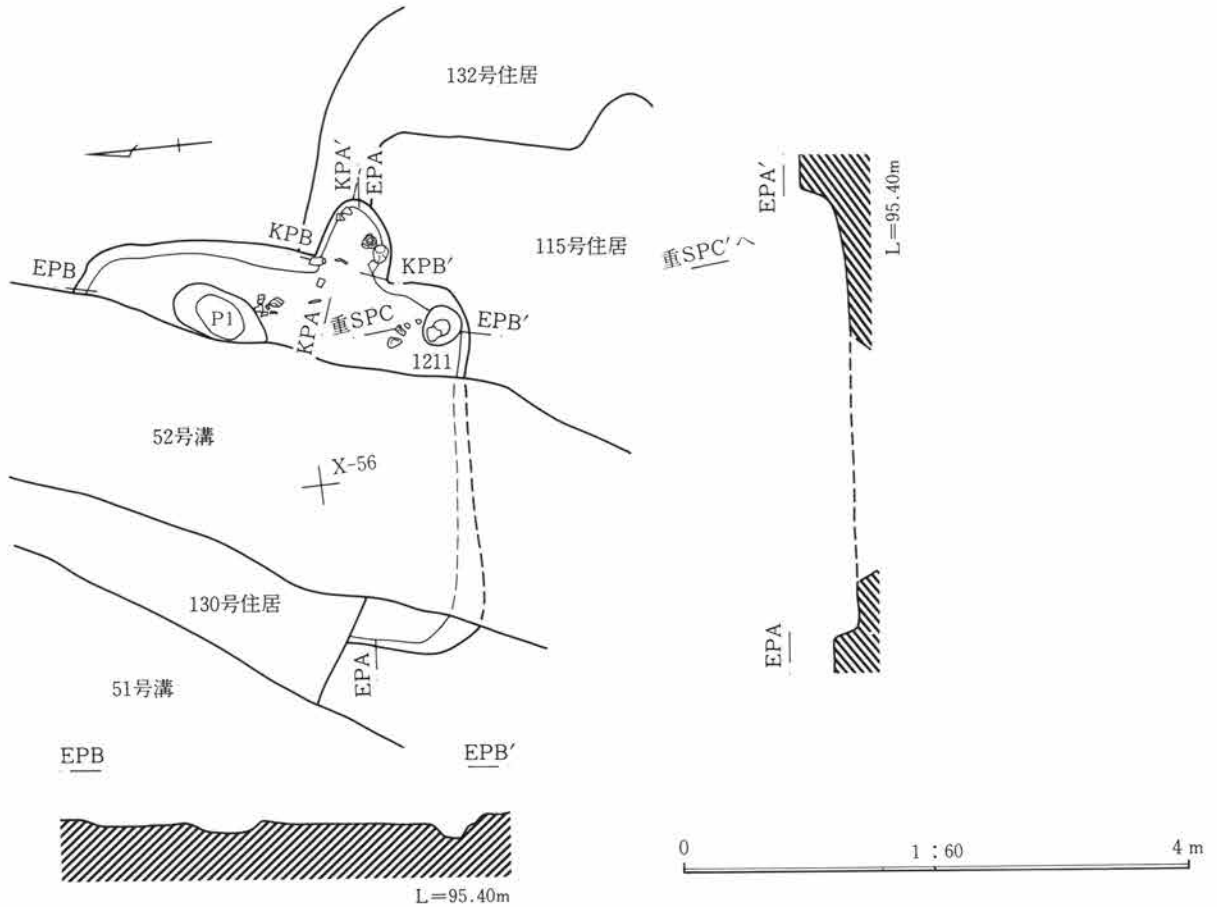 132号住居
KPA′
EPA
EPA′
L=95.40m
KPB
115号住居
重SPC′へ
EPB
KPB′
P1
KPA
重SPC
EPB′
1211
52号溝
X-56
130号住居
EPA
EPA
51号溝
EPB
EPB′
0
1：60
4 m
L=95.40m